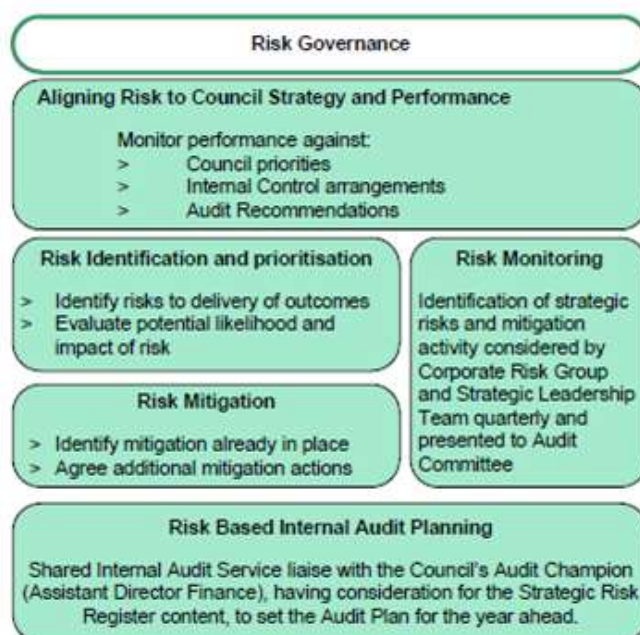 Risk Governance
Aligning Risk to Council Strategy and Performance
Monitor performance against:
> Council priorities
> Internal Control arrangements
> Audit Recommendations
Risk Identification and prioritisation
> Identify risks to delivery of outcomes
> Evaluate potential likelihood and
impact of risk
Risk Mitigation
> Identify mitigation already in place
> Agree additional mitigation actions
Risk Monitoring
Identification of strategic
risks and mitigation
activity considered by
Corporate Risk Group
and Strategic Leadership
Team quarterly and
presented to Audit
Committee
Risk Based Internal Audit Planning
Shared Internal Audit Service liaise with the Council's Audit Champion
(Assistant Director Finance), having consideration for the Strategic Risk
Register content, to set the Audit Plan for the year ahead.